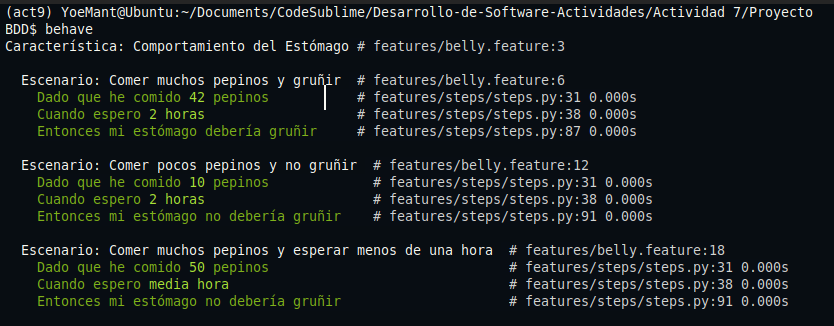 (act9) YoeMant@Ubuntu:~/Documents/CodeSublime/Desarrollo-de-Software-Actividades/Actividad 7/Proyecto
BDD$ behave
Característica: Comportamiento del Estómago # features/belly.feature:3
Escenario: Comer muchos pepinos y gruñir # features/belly.feature:6
Dado que he comido 42 pepinos # features/steps/steps.py:31 0.000s
Cuando espero 2 horas # features/steps/steps.py:38 0.000s
Entonces mi estómago debería gruñir # features/steps/steps.py:87 0.000s
Escenario: Comer pocos pepinos y no gruñir # features/belly.feature:12
Dado que he comido 10 pepinos # features/steps/steps.py:31 0.000s
Cuando espero 2 horas # features/steps/steps.py:38 0.000s
Entonces mi estómago no debería gruñir # features/steps/steps.py:91 0.000s
Escenario: Comer muchos pepinos y esperar menos de una hora # features/belly.feature:18
Dado que he comido 50 pepinos # features/steps/steps.py:31 0.000s
Cuando espero media hora # features/steps/steps.py:38 0.000s
Entonces mi estómago no debería gruñir # features/steps/steps.py:91 0.000s